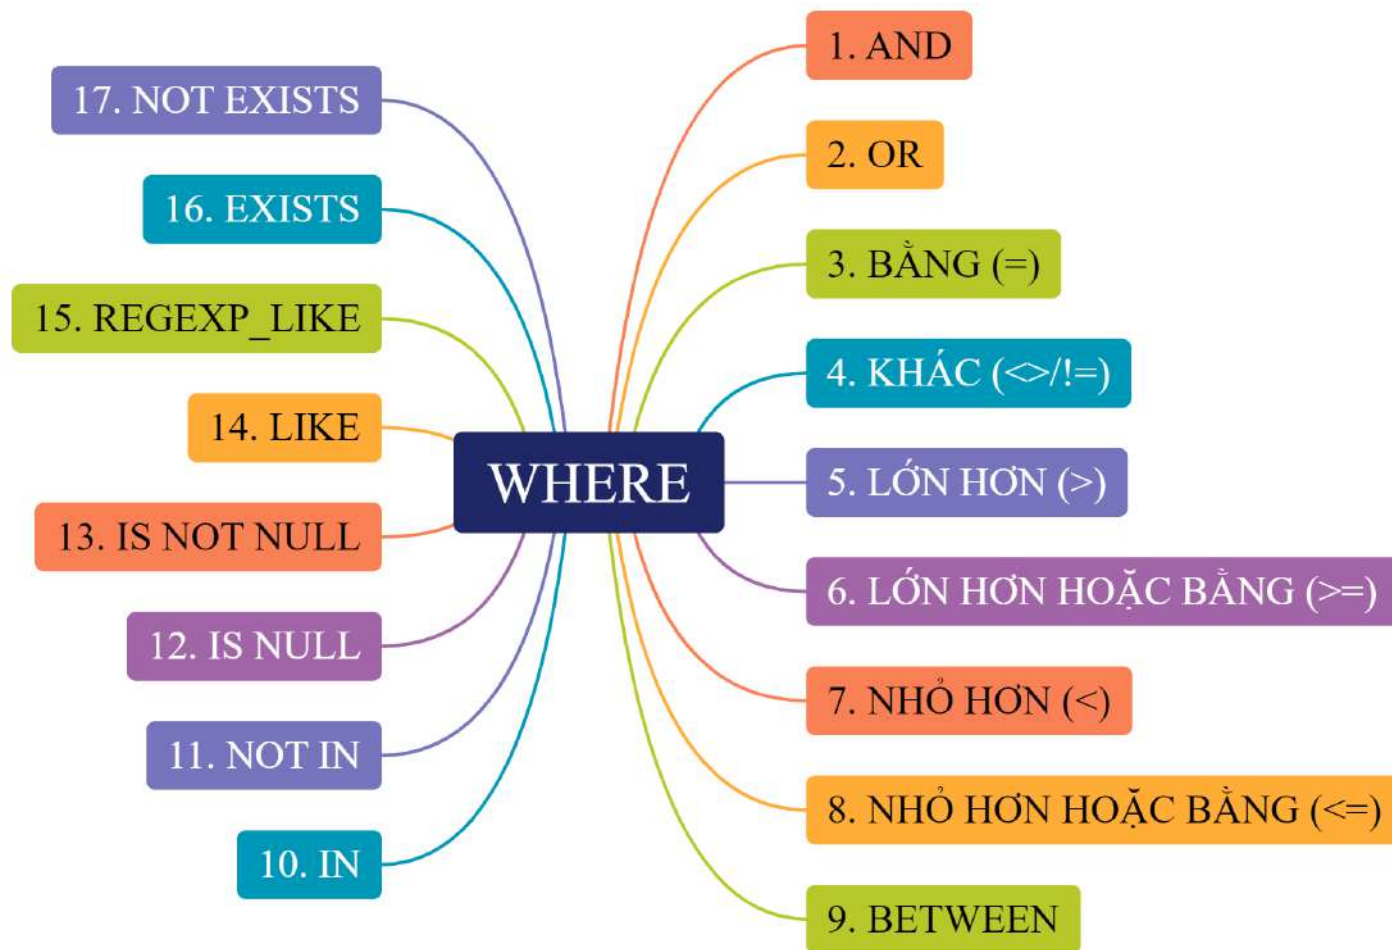 WHERE
1. AND
2. OR
3. BẰNG (=)
4. KHÁC (<>/!=)
5. LỚN HƠN (>)
6. LỚN HƠN HOẶC BẰNG (>=)
7. NHỎ HƠN (<)
8. NHỎ HƠN HOẶC BẰNG (<=)
9. BETWEEN
10. IN
11. NOT IN
12. IS NULL
13. IS NOT NULL
14. LIKE
15. REGEXP_LIKE
16. EXISTS
17. NOT EXISTS